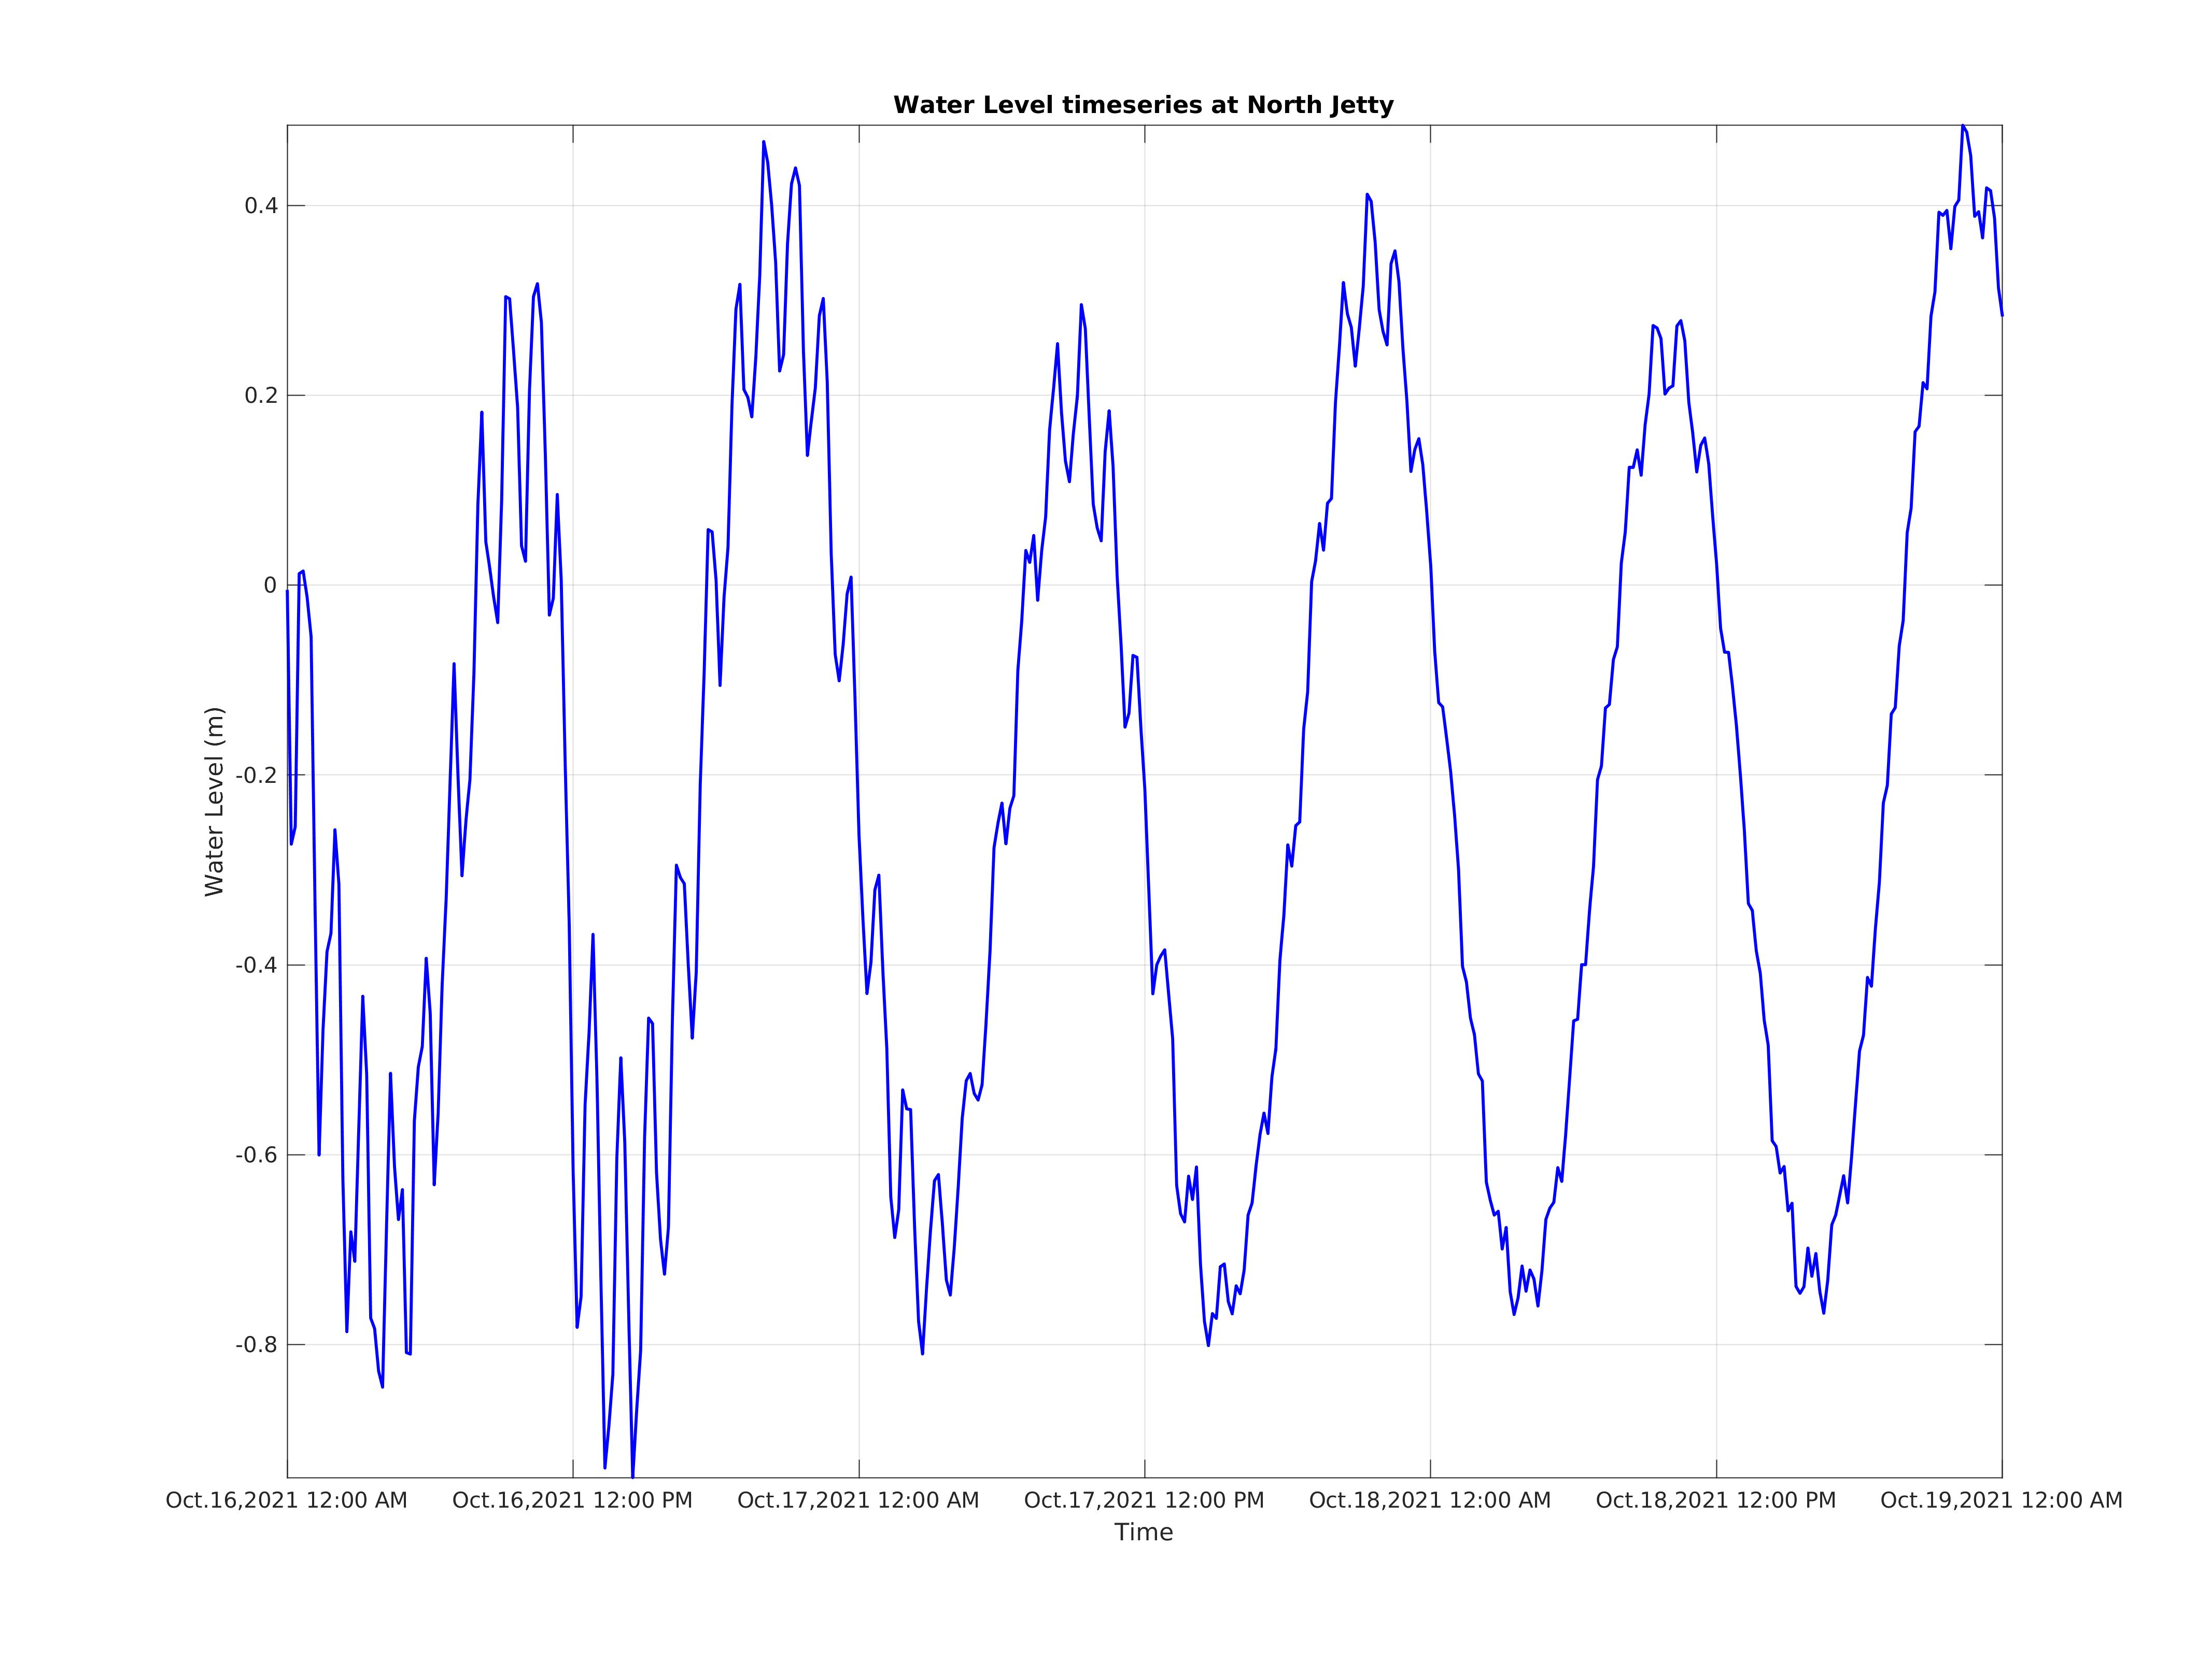 Water Level timeseries at North Jetty
0.4
0.2
0
-0.2
-0.4
-0.6
-0.8
Water Level (m)
Oct.16,2021 12:00 AM
Oct.16,2021 12:00 PM
Oct.17,2021 12:00 AM
Oct.17,2021 12:00 PM
Oct.18,2021 12:00 AM
Oct.18,2021 12:00 PM
Oct.19,2021 12:00 AM
Time